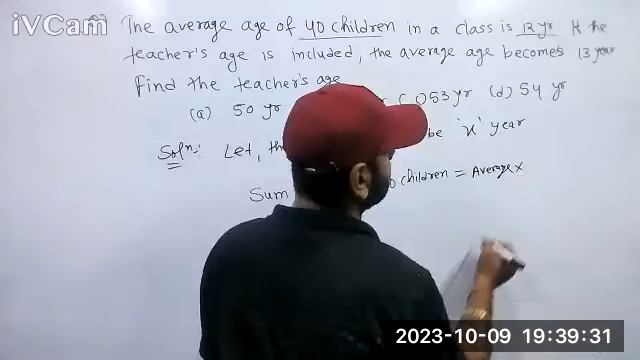 iVCam
The average age of 40 children in a class is 12 yr If the
teacher's age is included, the average age becomes 13 year
Find the teacher's age
(a) 50 yr (c) 53 yr (d) 54 yr
Soln: Let, be 'x' year
Sum children = Average x
2023-10-09 19:39:31